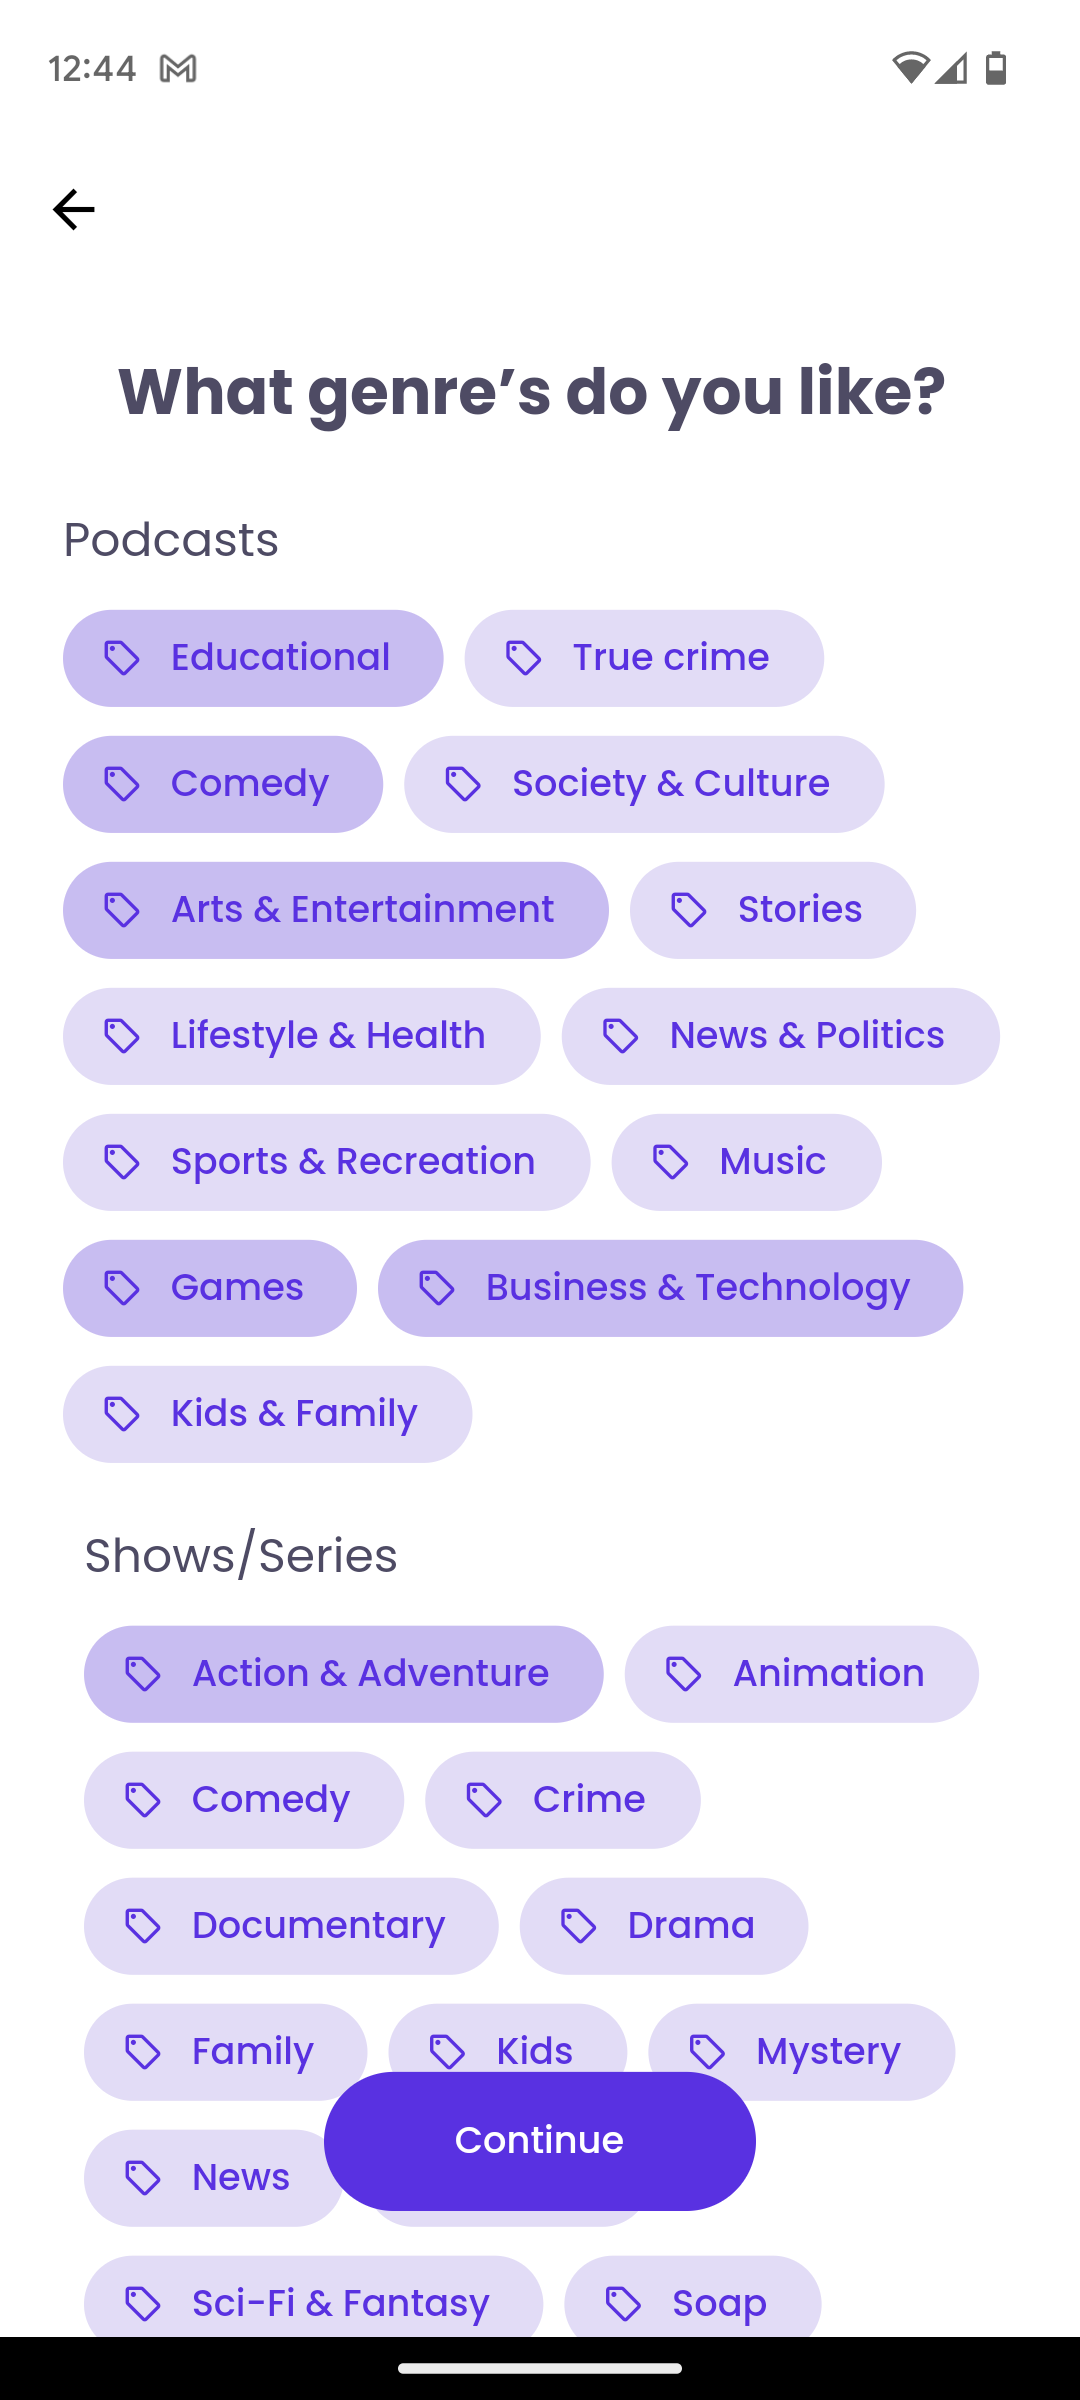 12:44
What genre’s do you like?
Podcasts
Educational True crime
Comedy Society & Culture
Arts & Entertainment Stories
Lifestyle & Health News & Politics
Sports & Recreation Music
Games Business & Technology
Kids & Family
Shows/Series
Action & Adventure Animation
Comedy Crime
Documentary Drama
Family Kids Mystery
Continue
News
Sci-Fi & Fantasy Soap